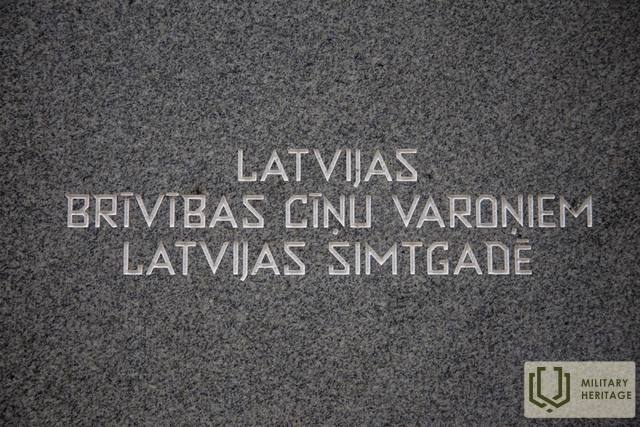 LATVIJAS
BRĪVĪBAS CĪŅU VAROŅIEM
LATVIJAS SIMTGADĒ
MILITARY
HERITAGE